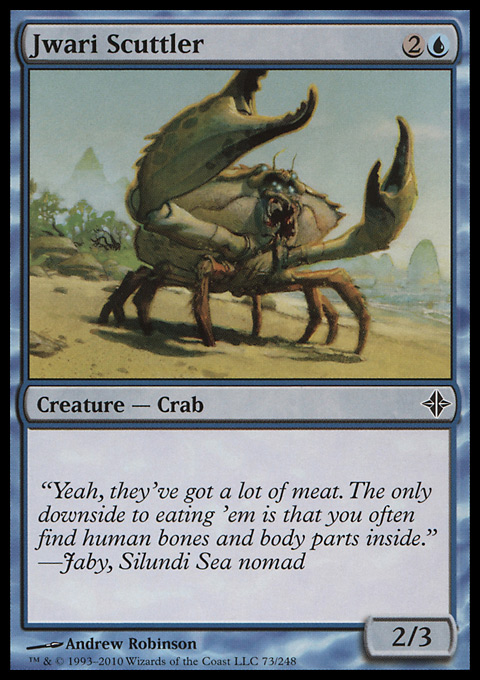 Jwari Scuttler 2
Creature — Crab
“Yeah, they’ve got a lot of meat. The only
downside to eating ’em is that you often
find human bones and body parts inside.”
—Jaby, Silundi Sea nomad
2/3
Andrew Robinson
™ & © 1993–2010 Wizards of the Coast LLC 73/248